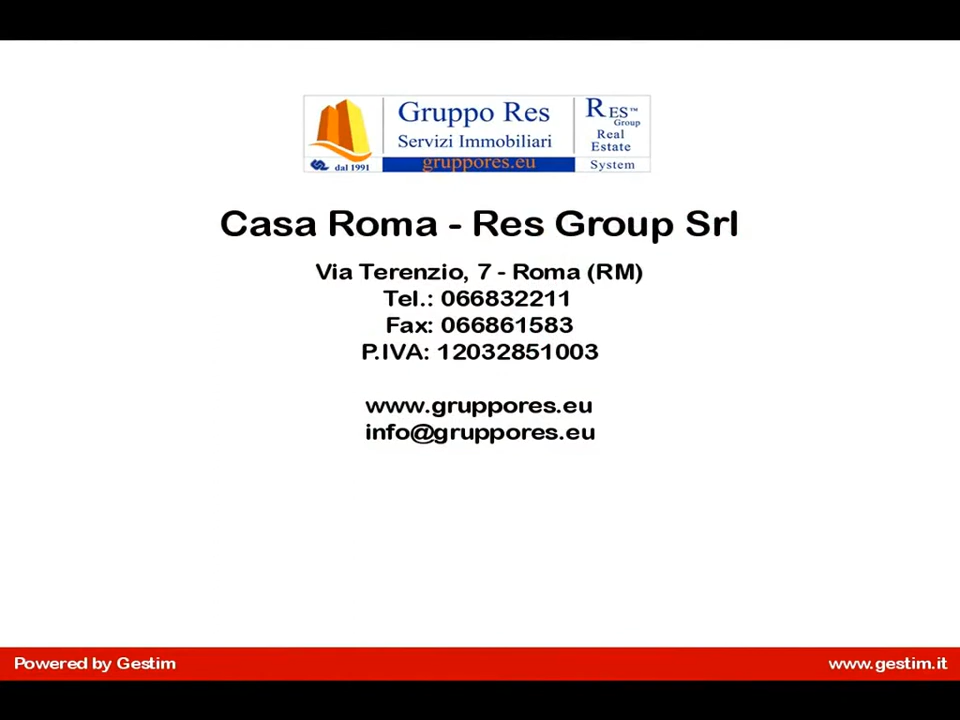 Gruppo Res
Servizi Immobiliari
gruppores.eu
dal 1991
RES™
Group
Real
Estate
System
Casa Roma - Res Group Srl
Via Terenzio, 7 - Roma (RM)
Tel.: 066832211
Fax: 066861583
P.IVA: 12032851003
www.gruppores.eu
info@gruppores.eu
Powered by Gestim
www.gestim.it